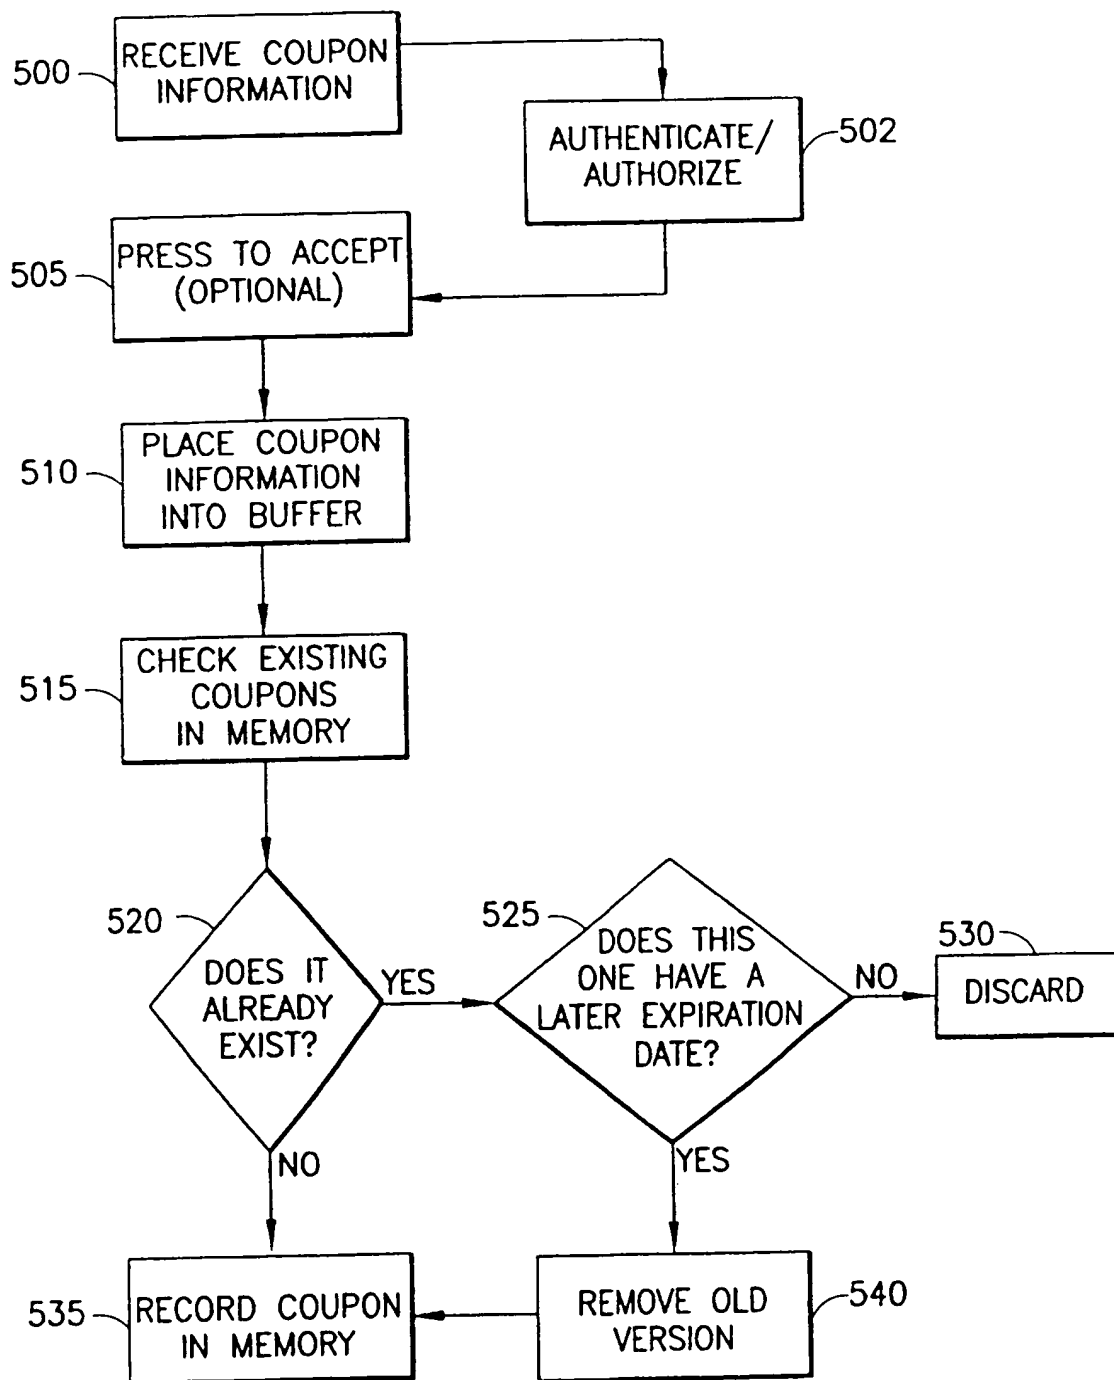 500
RECEIVE COUPON
INFORMATION
AUTHENTICATE/
AUTHORIZE
502
505
PRESS TO ACCEPT
(OPTIONAL)
510
PLACE COUPON
INFORMATION
INTO BUFFER
515
CHECK EXISTING
COUPONS
IN MEMORY
520
DOES IT
ALREADY
EXIST?
YES
NO
525
DOES THIS
ONE HAVE A
LATER EXPIRATION
DATE?
NO
YES
530
DISCARD
535
RECORD COUPON
IN MEMORY
REMOVE OLD
VERSION
540